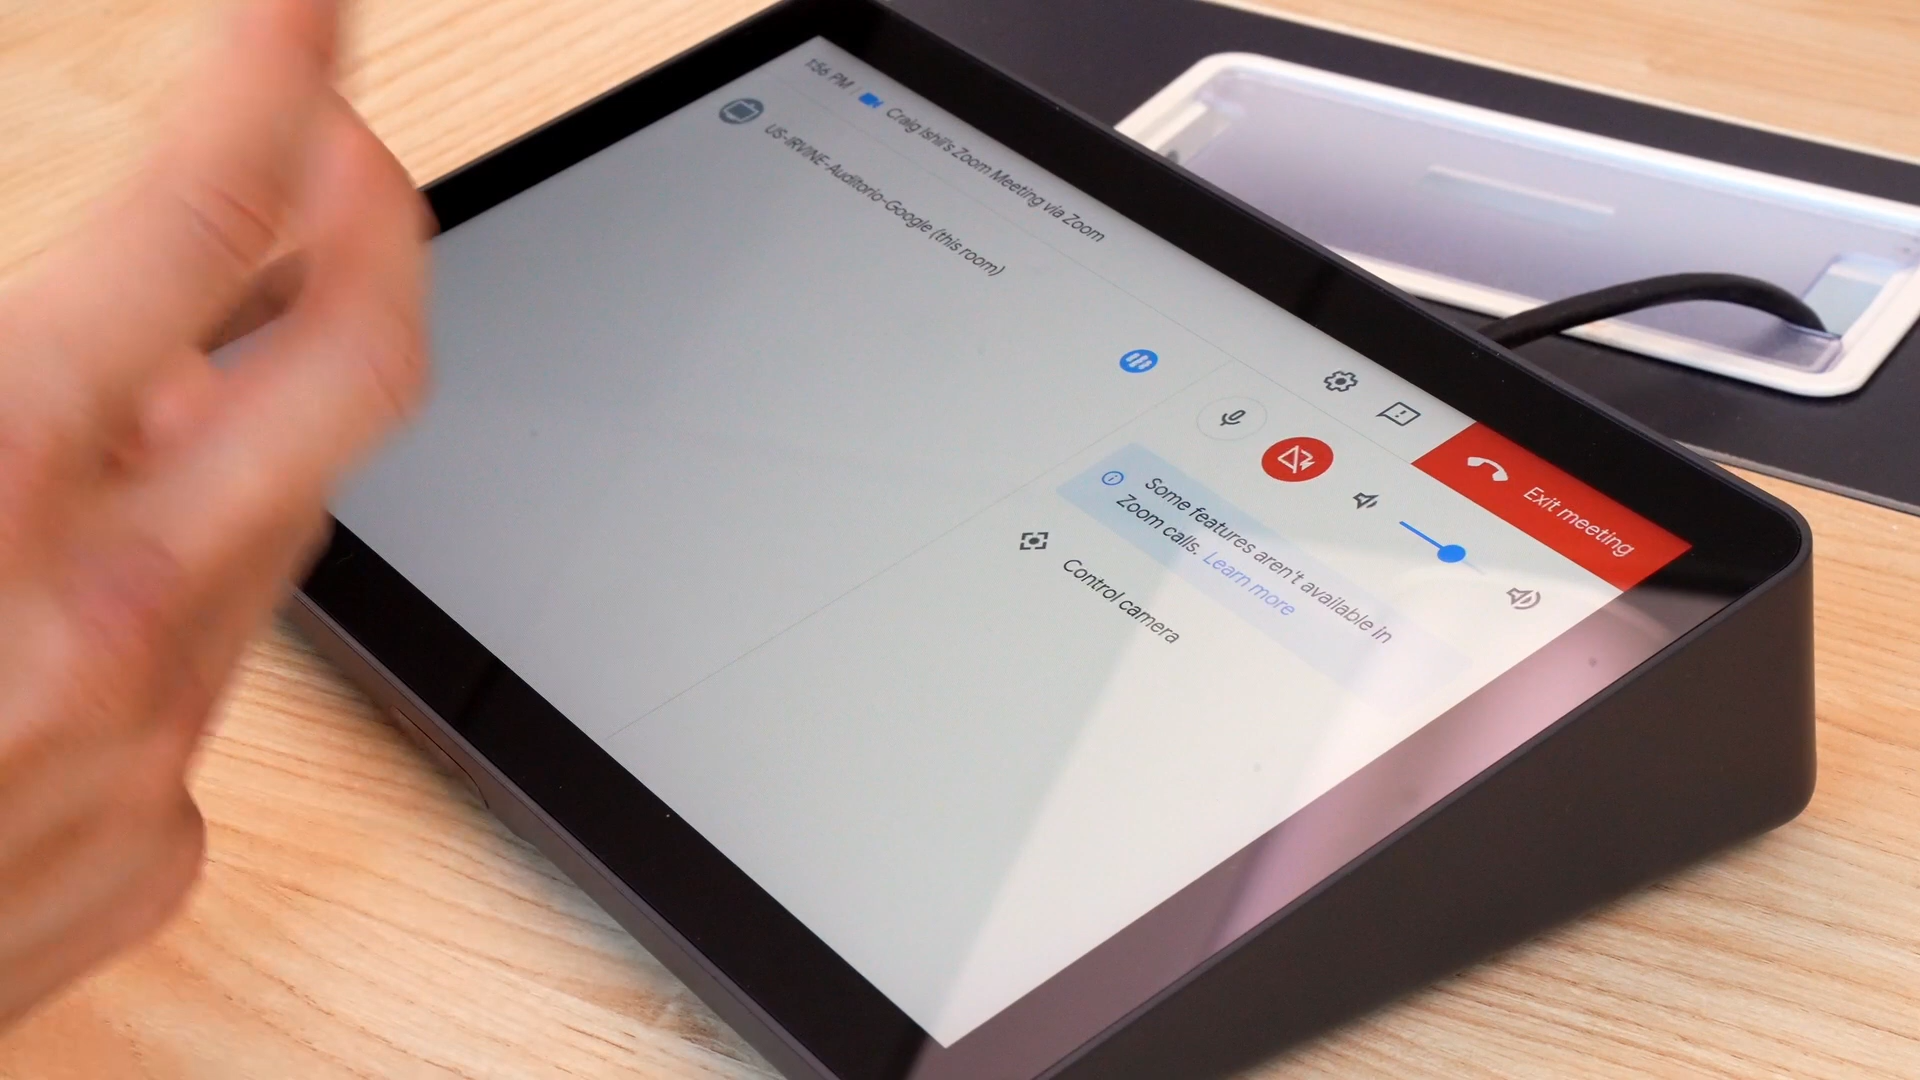 1:56 PM | Craig Ishii's Zoom Meeting via Zoom
US-IRVINE-Auditorio-Google (this room)
Exit meeting
Some features aren't available in
Zoom calls. Learn more
Control camera